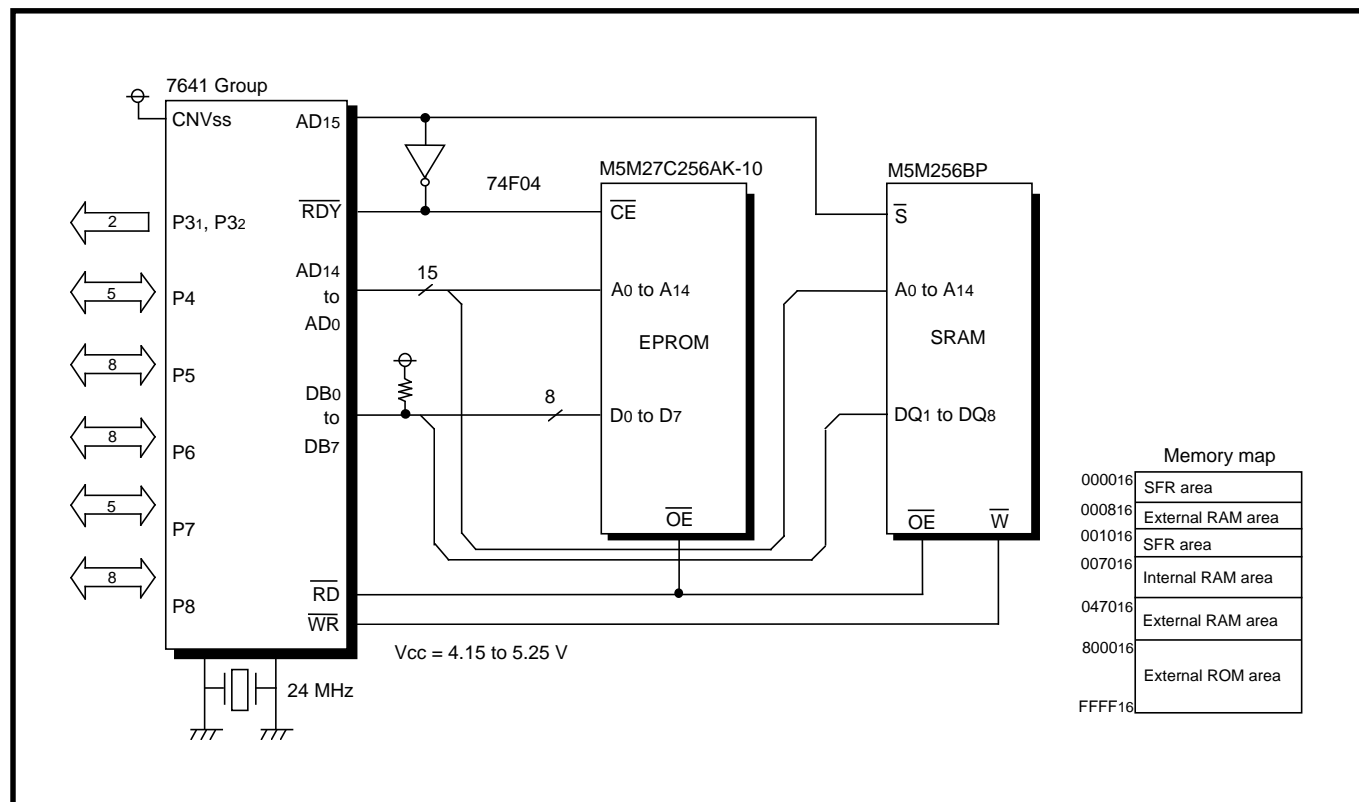 7641 Group
CNVss
AD15
74F04
M5M27C256AK-10
M5M256BP
RDY
CE
S
2
P31, P32
AD14
to
AD0
15
A0 to A14
A0 to A14
5
P4
EPROM
SRAM
8
P5
DB0
to
DB7
8
D0 to D7
DQ1 to DQ8
8
P6
5
P7
OE
OE
W
8
P8
RD
WR
Vcc = 4.15 to 5.25 V
24 MHz
Memory map
000016
SFR area
000816
External RAM area
001016
SFR area
007016
Internal RAM area
047016
External RAM area
800016
External ROM area
FFFF16